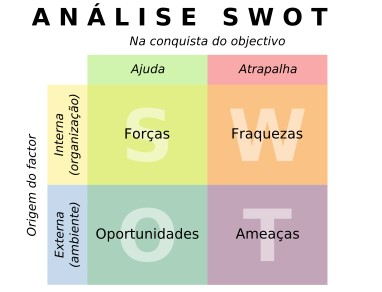 ANÁLISE SWOT
Na conquista do objectivo
Ajuda
Atrapalha
Origem do factor
Interna
(organização)
S
Forças
W
Fraquezas
Externa
(ambiente)
O
Oportunidades
T
Ameaças